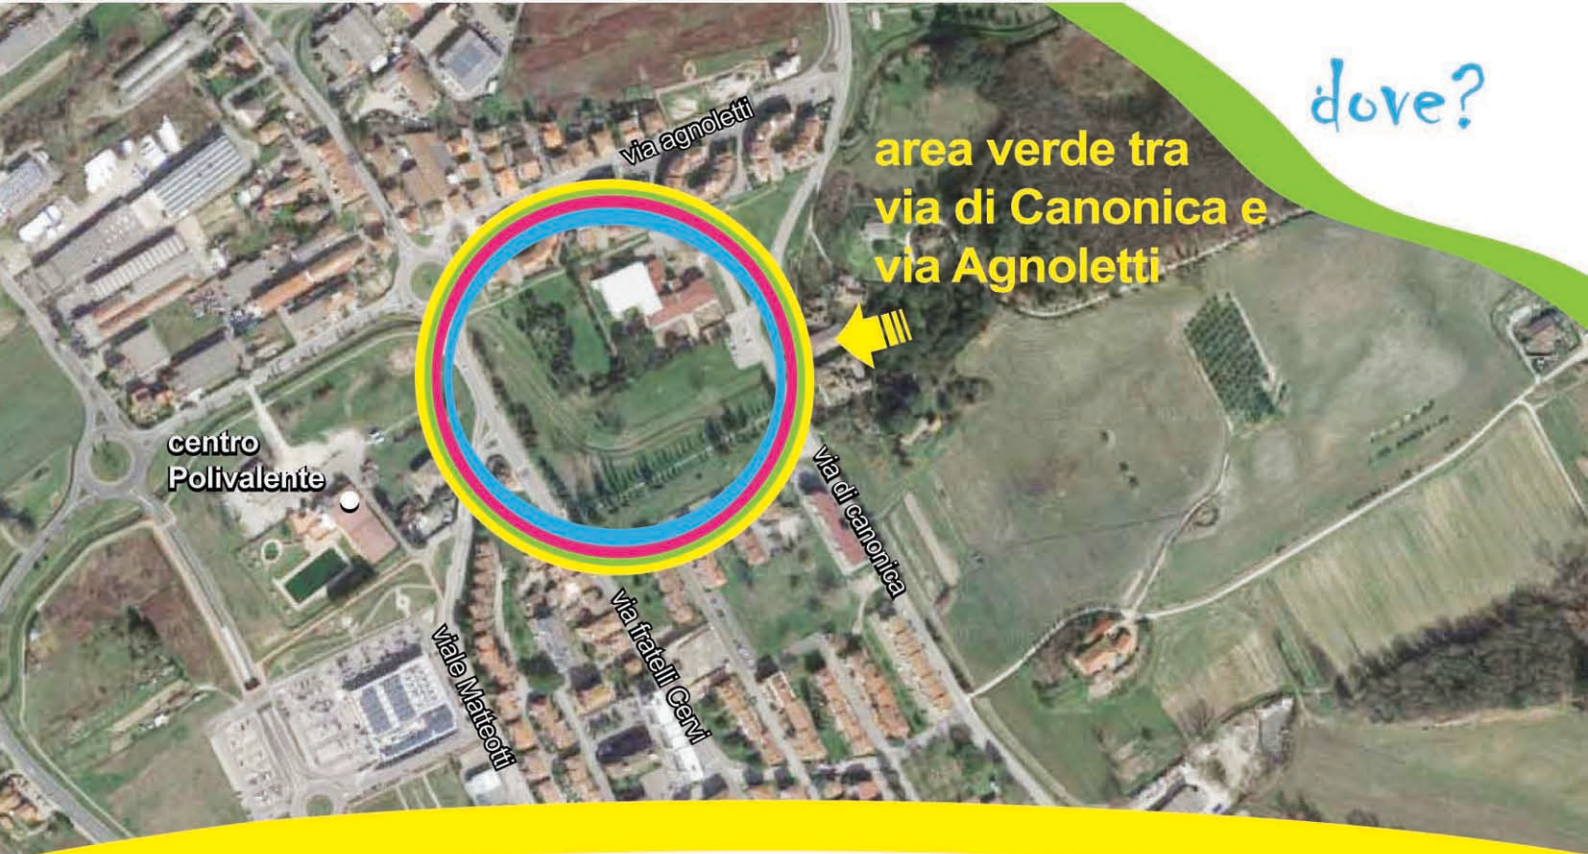 dove?
via agnoletti
area verde tra
via di Canonica e
via Agnoletti
centro
Polivalente
via di canonica
via fratelli Cervi
viale Matteotti